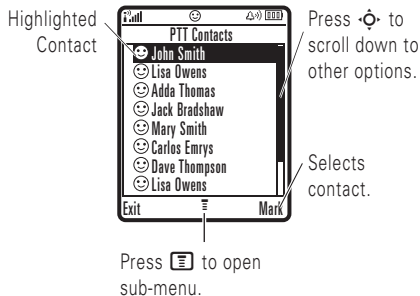 Highlighted
Contact
PTT Contacts
John Smith
Lisa Owens
Adda Thomas
Jack Bradshaw
Mary Smith
Carlos Emrys
Dave Thompson
Lisa Owens
Exit
Mark
Press to
scroll down to
other options.
Selects
contact.
Press to open
sub-menu.